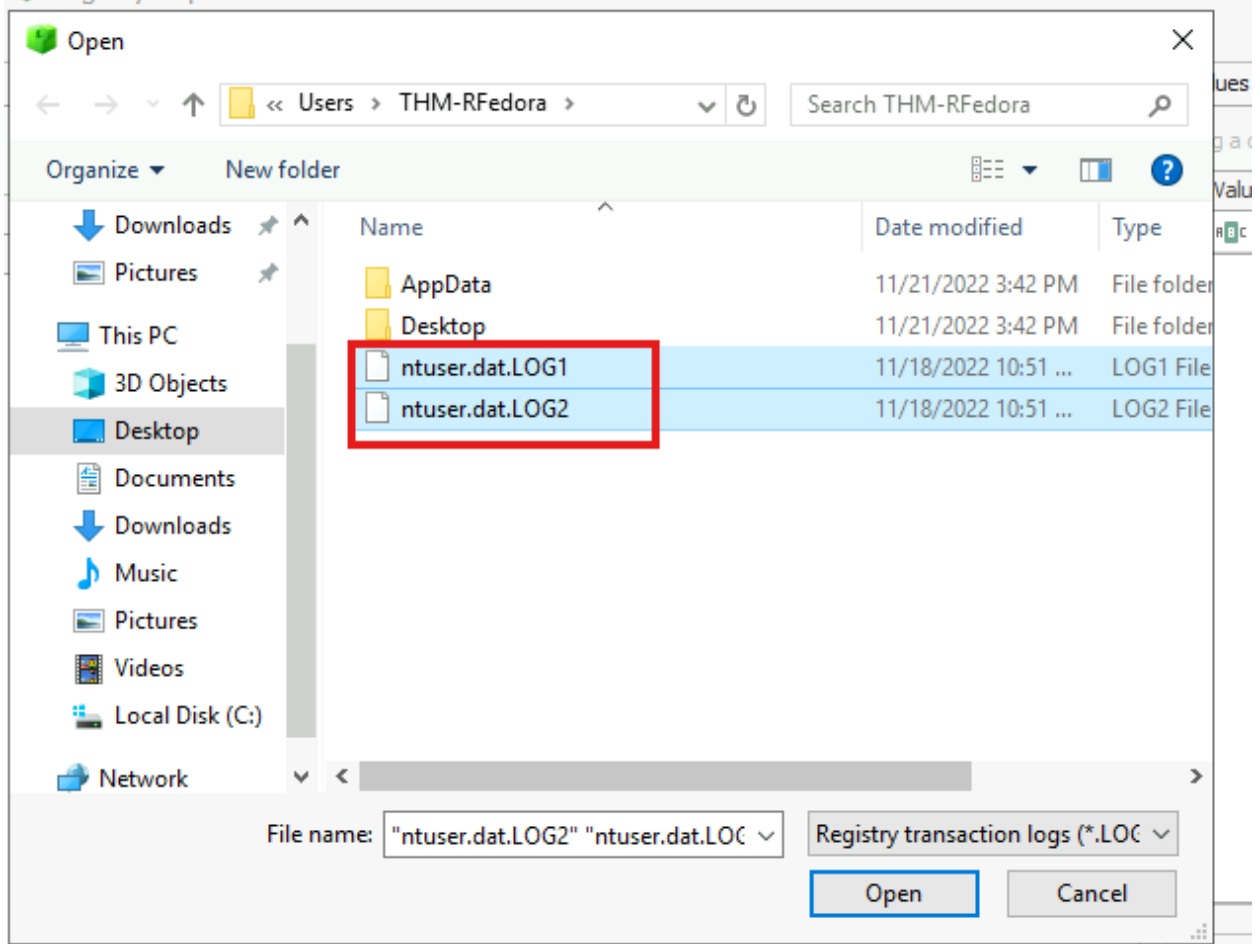 Open
« Users > THM-RFedora >
Search THM-RFedora
Organize
New folder
Name
Date modified
Type
Downloads
Pictures
This PC
3D Objects
Desktop
Documents
Downloads
Music
Pictures
Videos
Local Disk (C:)
Network
AppData 11/21/2022 3:42 PM File folder
Desktop 11/21/2022 3:42 PM File folder
ntuser.dat.LOG1 11/18/2022 10:51 ... LOG1 File
ntuser.dat.LOG2 11/18/2022 10:51 ... LOG2 File
File name: "ntuser.dat.LOG2" "ntuser.dat.LOG
Registry transaction logs (*.LOG
Open
Cancel